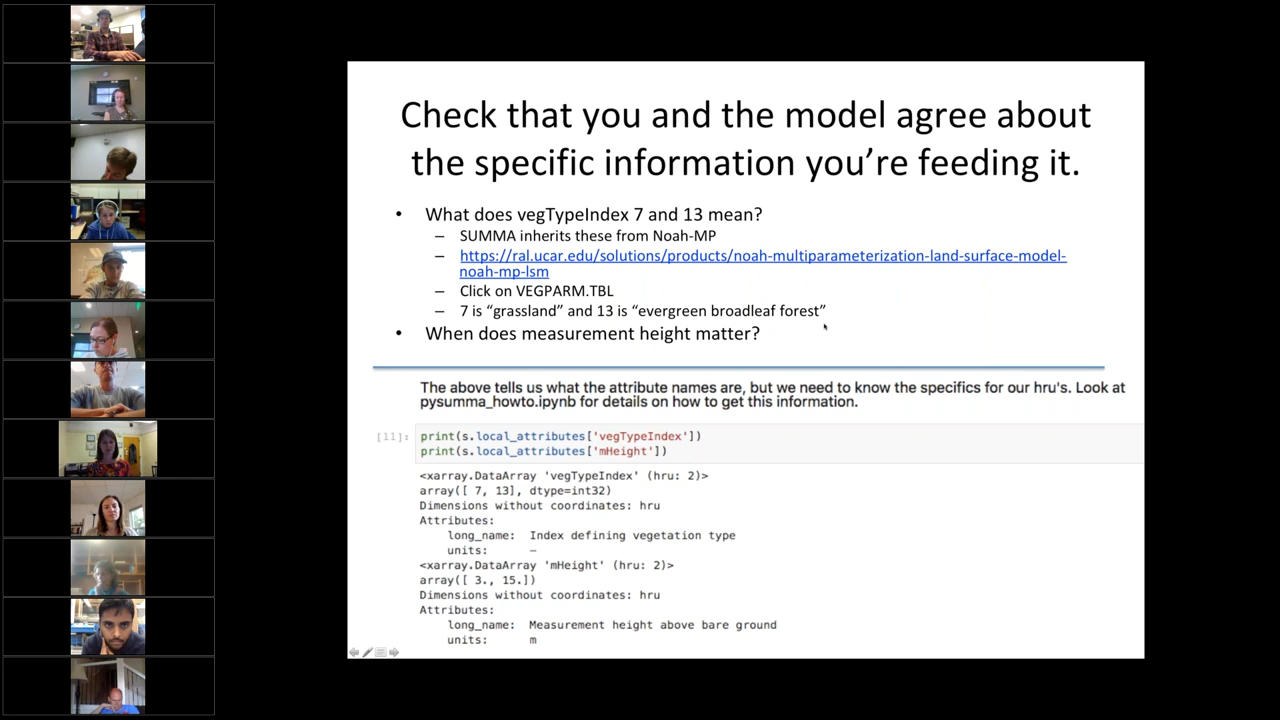 Check that you and the model agree about
the specific information you’re feeding it.
• What does vegTypeIndex 7 and 13 mean?
– SUMMA inherits these from Noah-MP
– https://ral.ucar.edu/solutions/products/noah-multiparameterization-land-surface-model-
noah-mp-lsm
– Click on VEGPARM.TBL
– 7 is “grassland” and 13 is “evergreen broadleaf forest”
• When does measurement height matter?
The above tells us what the attribute names are, but we need to know the specifics for our hru's. Look at
pysumma_howto.ipynb for details on how to get this information.
[11]: print(s.local_attributes['vegTypeIndex'])
print(s.local_attributes['mHeight'])
<xarray.DataArray 'vegTypeIndex' (hru: 2)>
array([ 7, 13], dtype=int32)
Dimensions without coordinates: hru
Attributes:
long_name: Index defining vegetation type
units: –
<xarray.DataArray 'mHeight' (hru: 2)>
array([ 3., 15.])
Dimensions without coordinates: hru
Attributes:
long_name: Measurement height above bare ground
units: m